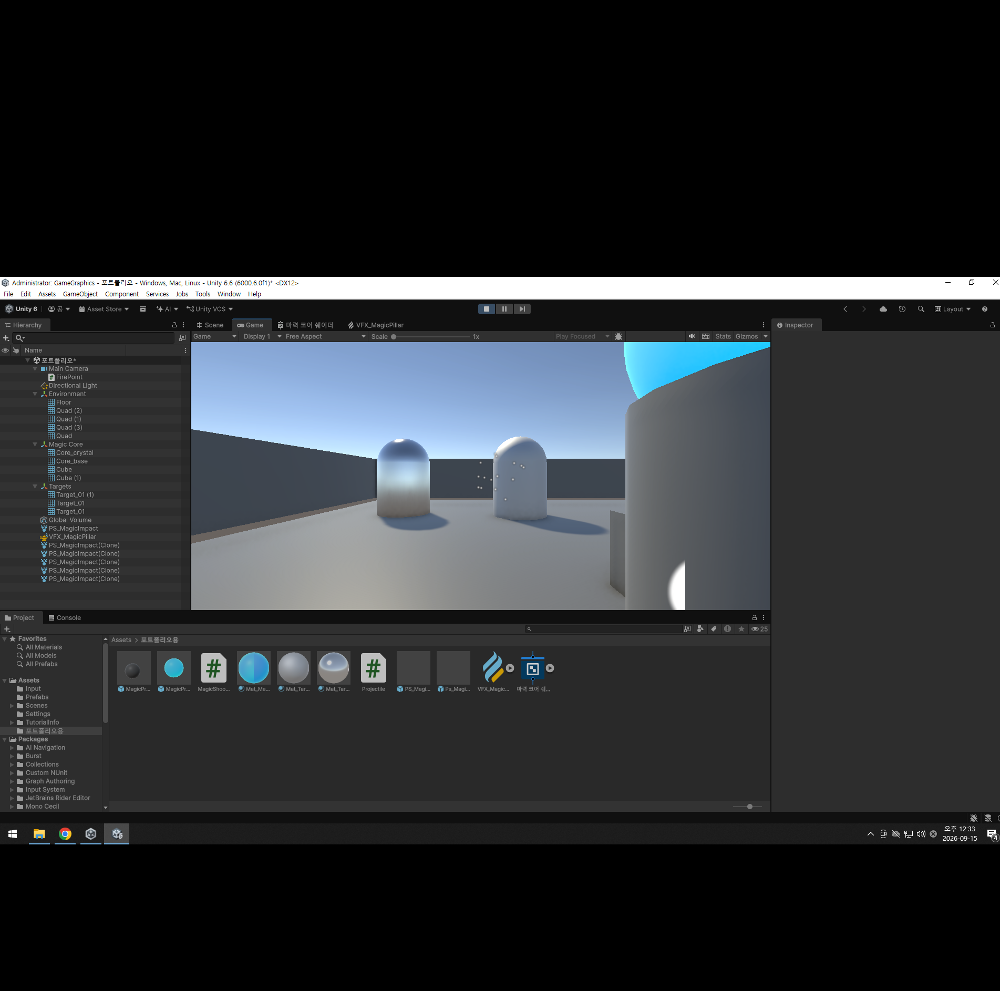 Administrator: GameGraphics - 포트폴리오 - Windows, Mac, Linux - Unity 6.6 (6000.6.0f1)* <DX12>
File Edit Assets GameObject Component Services Jobs Tools Window Help
Unity 6 공 Asset Store AI Unity VCS Layout
Hierarchy
Scene Game 마력 코어 쉐이더 VFX_MagicPillar
Inspector
Game Display 1 Free Aspect Scale 1x Play Focused Stats Gizmos
Name
포트폴리오*
Main Camera
FirePoint
Directional Light
Environment
Floor
Quad (2)
Quad (1)
Quad (3)
Quad
Magic Core
Core_crystal
Core_base
Cube
Cube (1)
Targets
Target_01 (1)
Target_01
Target_01
Global Volume
PS_MagicImpact
VFX_MagicPillar
PS_MagicImpact(Clone)
PS_MagicImpact(Clone)
PS_MagicImpact(Clone)
PS_MagicImpact(Clone)
PS_MagicImpact(Clone)
Project Console
25
Favorites
All Materials
All Models
All Prefabs
Assets
Input
Prefabs
Scenes
Settings
TutorialInfo
포트폴리오용
Packages
AI Navigation
Burst
Collections
Custom NUnit
Graph Authoring
Input System
JetBrains Rider Editor
Mono Cecil
Assets > 포트폴리오용
MagicPr... MagicPr... MagicShoo... Mat_Ma... Mat_Tar... Mat_Tar... Projectile PS_Magi... Ps_Magi... VFX_Magic... 마력 코어 쉐...
오후 12:33
2026-09-15
4